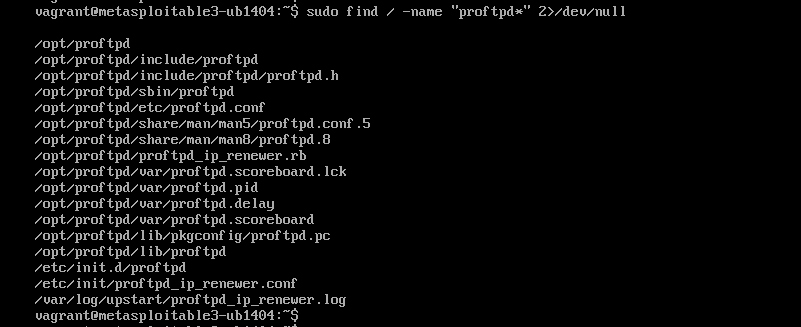 vagrant@metasploitable3-ub1404:~$ sudo find / -name "proftpd*" 2>/dev/null
/opt/proftpd
/opt/proftpd/include/proftpd
/opt/proftpd/include/proftpd/proftpd.h
/opt/proftpd/sbin/proftpd
/opt/proftpd/etc/proftpd.conf
/opt/proftpd/share/man/man5/proftpd.conf.5
/opt/proftpd/share/man/man8/proftpd.8
/opt/proftpd/proftpd_ip_renewer.rb
/opt/proftpd/var/proftpd.scoreboard.lck
/opt/proftpd/var/proftpd.pid
/opt/proftpd/var/proftpd.delay
/opt/proftpd/var/proftpd.scoreboard
/opt/proftpd/lib/pkgconfig/proftpd.pc
/opt/proftpd/lib/proftpd
/etc/init.d/proftpd
/etc/init/proftpd_ip_renewer.conf
/var/log/upstart/proftpd_ip_renewer.log
vagrant@metasploitable3-ub1404:~$